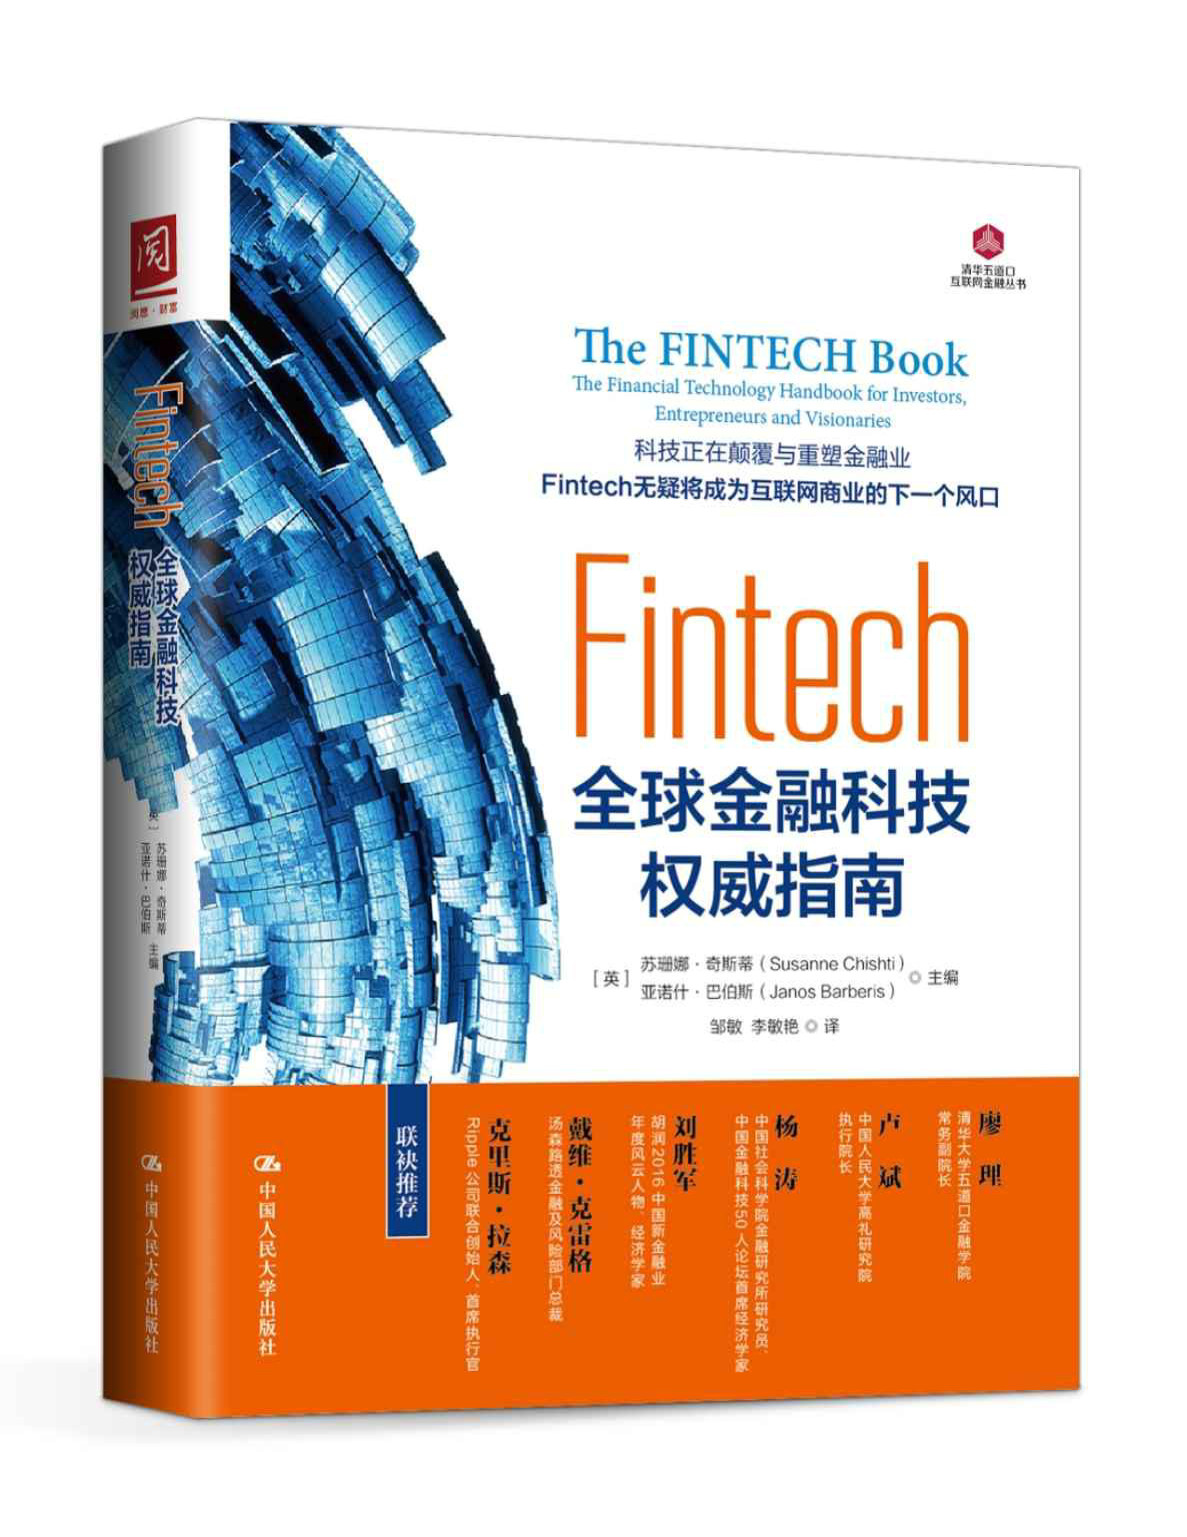 清华五道口
互联网金融丛书
The FINTECH Book
The Financial Technology Handbook for Investors,
Entrepreneurs and Visionaries
科技正在颠覆与重塑金融业
Fintech无疑将成为互联网商业的下一个风口
Fintech
全球金融科技
权威指南
[英]
苏珊娜·奇斯蒂（Susanne Chishti）
亚诺什·巴伯斯（Janos Barberis）
◎ 主编
邹敏 李敏艳 ◎ 译
廖理
清华大学五道口金融学院
常务副院长
卢斌
中国人民大学高礼研究院
执行院长
杨涛
中国社会科学院金融研究所研究员、
中国金融科技50人论坛首席经济学家
刘胜军
胡润2016中国新金融业
年度风云人物、经济学家
戴维·克雷格
汤森路透金融及风险部门总裁
克里斯·拉森
Ripple公司联合创始人、首席执行官
联袂推荐
中国人民大学出版社
阅
阅想·财富
Fintech
全球金融科技
权威指南
英]
苏珊娜·奇斯蒂
亚诺什·巴伯斯
主编
中国人民大学出版社